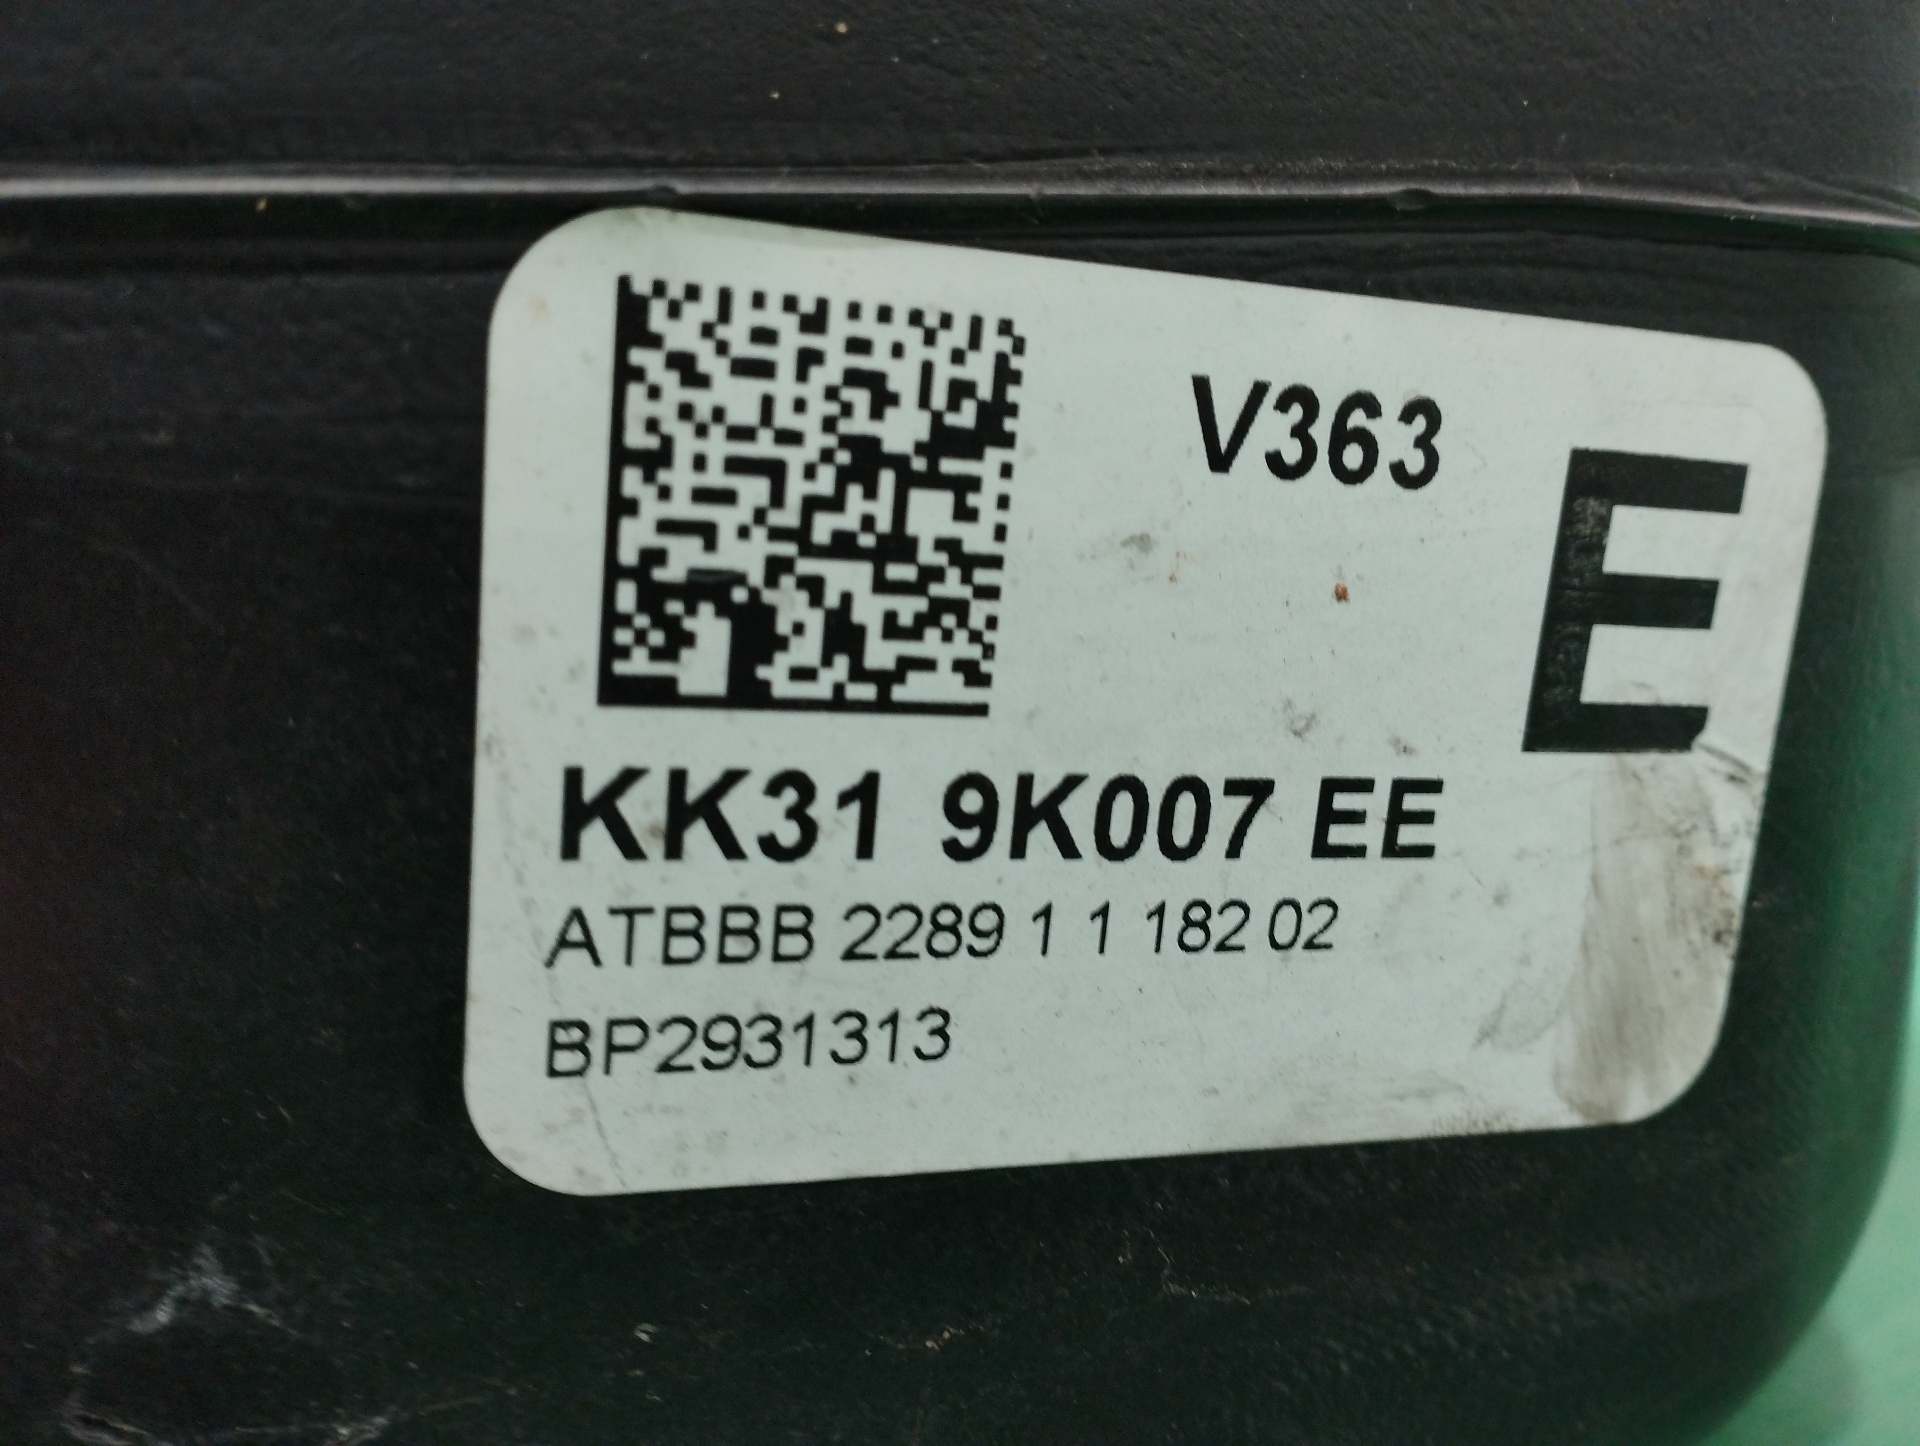 V363
E
KK31 9K007 EE
ATBBB 2289 1 1 182 02
BP2931313